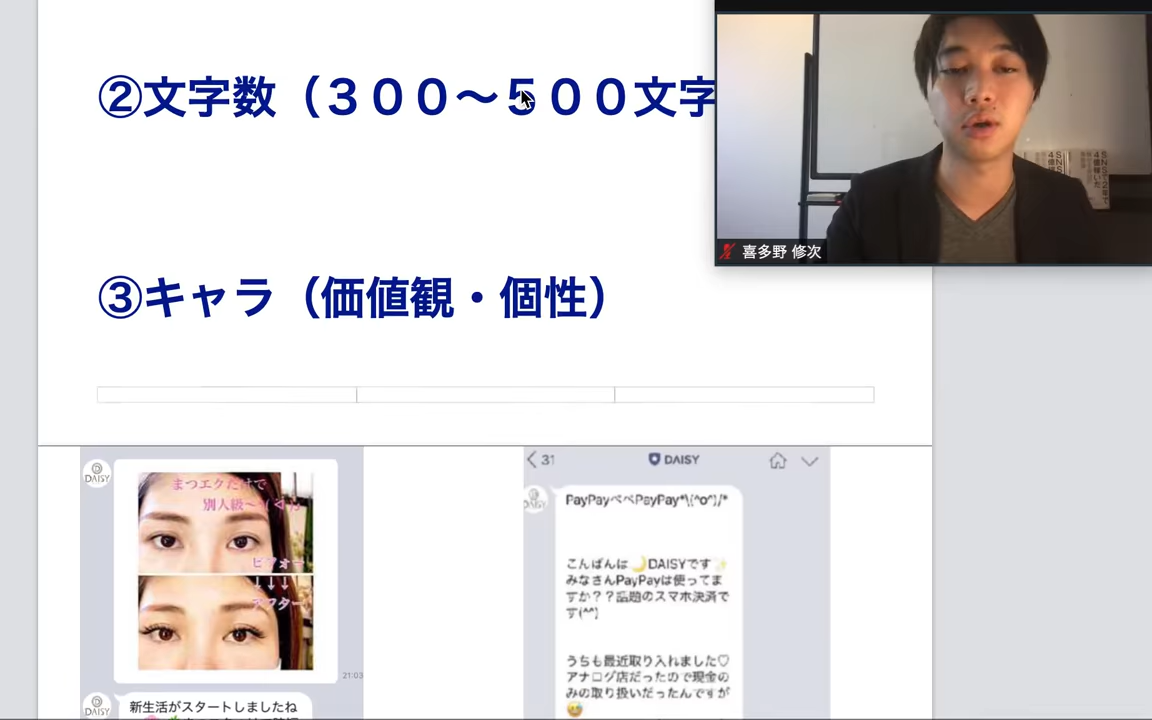 ②文字数（３００〜５００文字
喜多野 修次
③キャラ（価値観・個性）
DAISY
まつエクだけで
別人級〜
ビフォー
↓↓↓
アフター
21:03
DAISY
新生活がスタートしましたね
31
DAISY
PayPayペペPayPay*\(^o^)/*
こんばんは🌙DAISYです✨
みなさんPayPayは使ってま
すか？？話題のスマホ決済で
す(^^)
うちも最近取り入れました♡
アナログ店だったので現金の
みの取り扱いだったんですが
😅